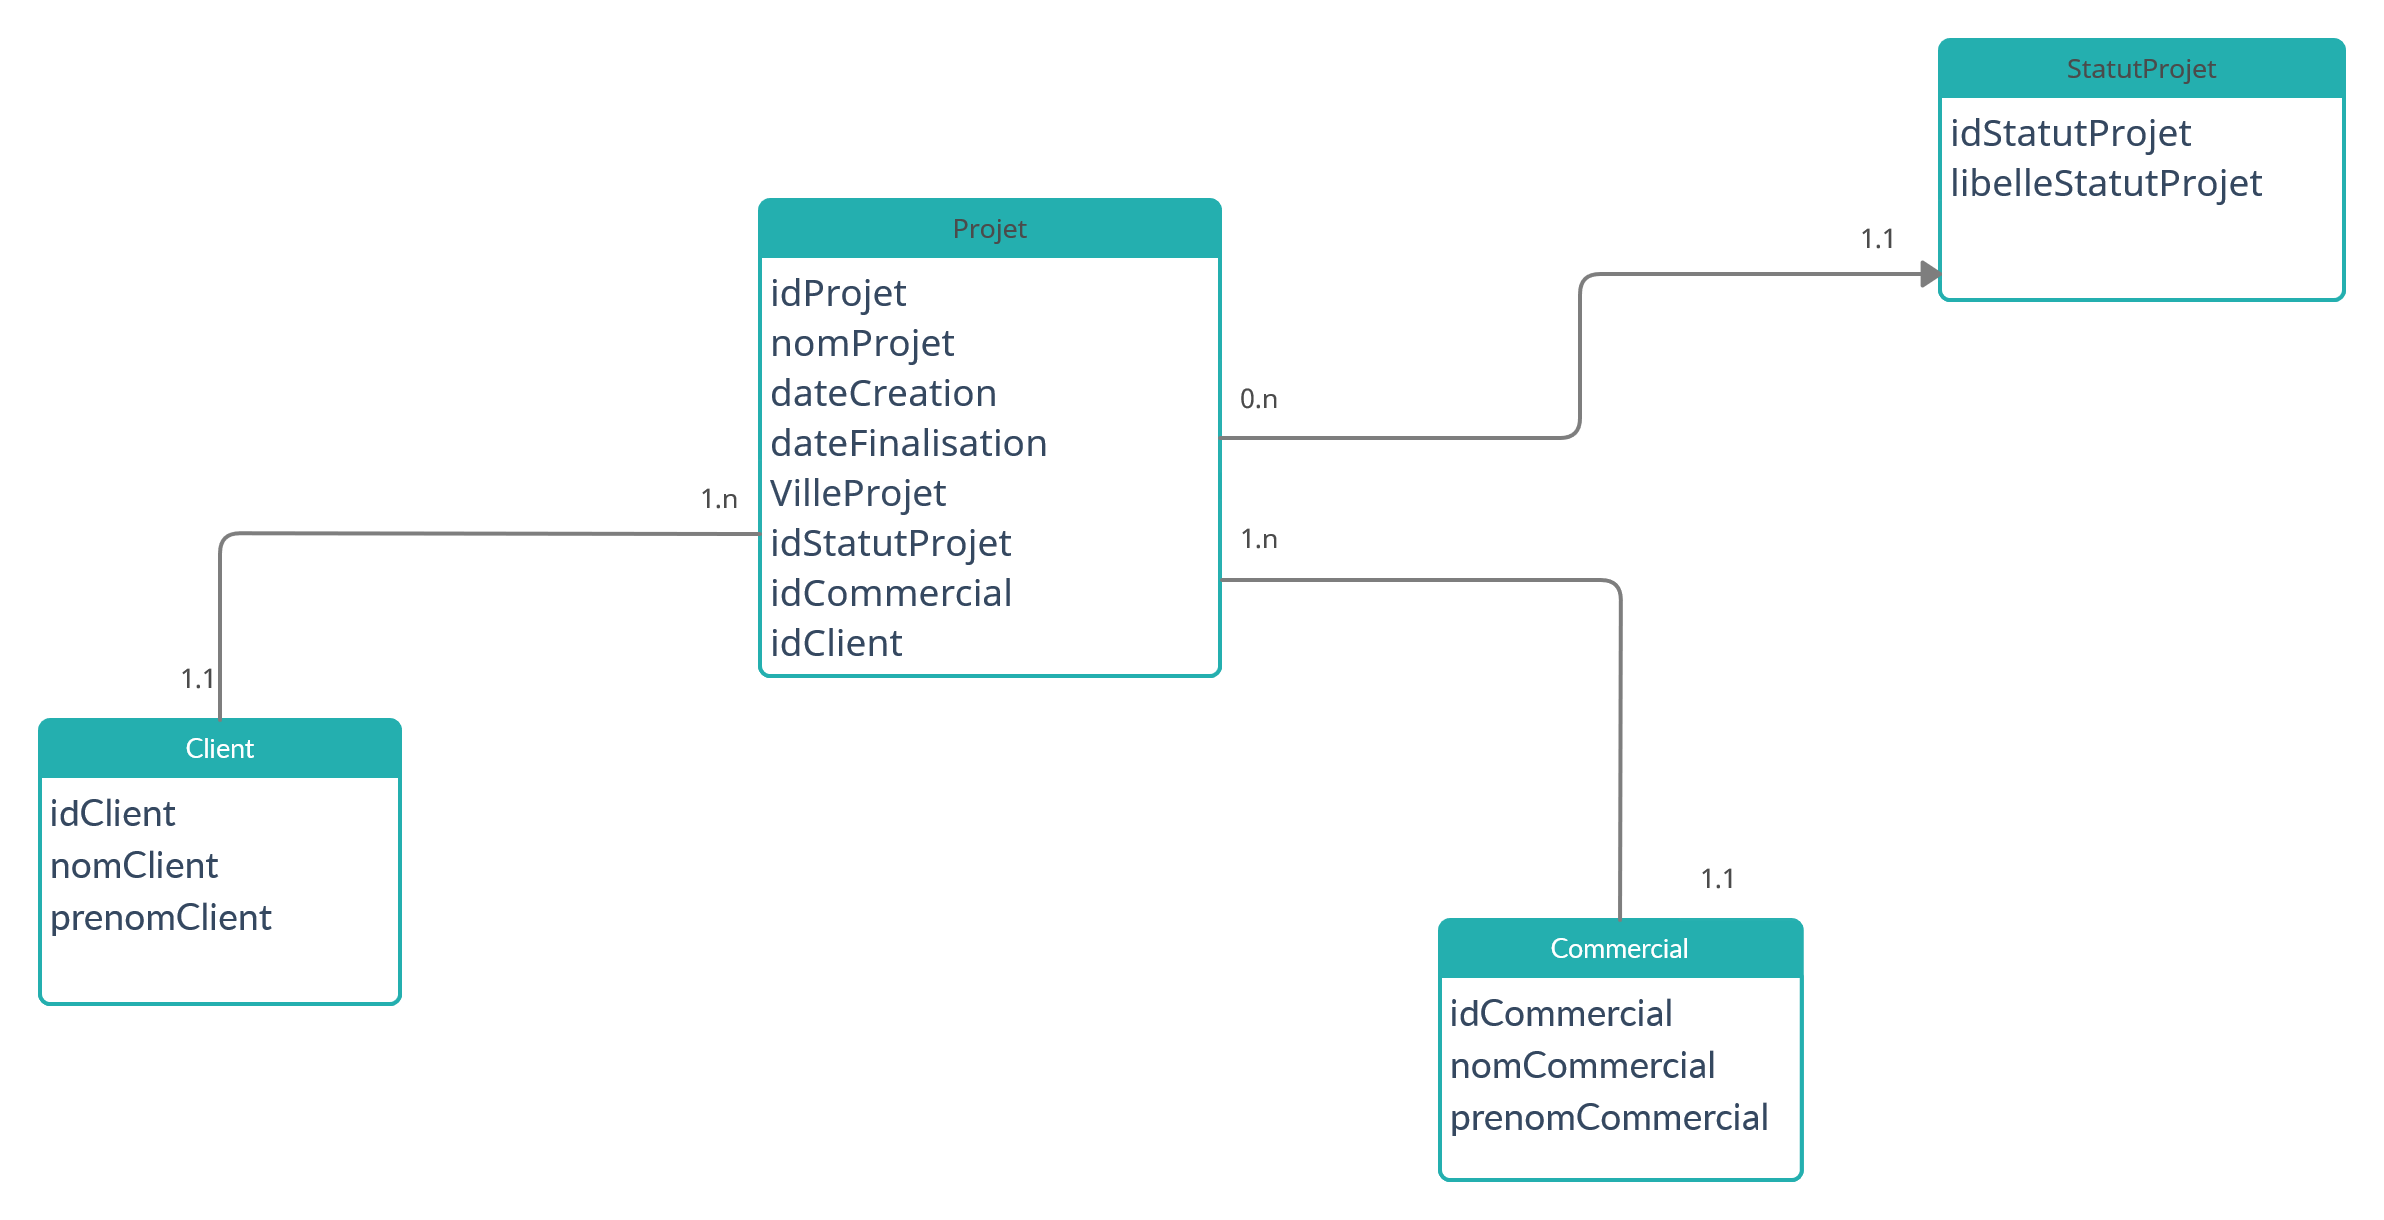 StatutProjet
idStatutProjet
libelleStatutProjet
1.1
Projet
idProjet
nomProjet
dateCreation
dateFinalisation
VilleProjet
idStatutProjet
idCommercial
idClient
0.n
1.n
1.n
1.1
Client
idClient
nomClient
prenomClient
1.1
Commercial
idCommercial
nomCommercial
prenomCommercial